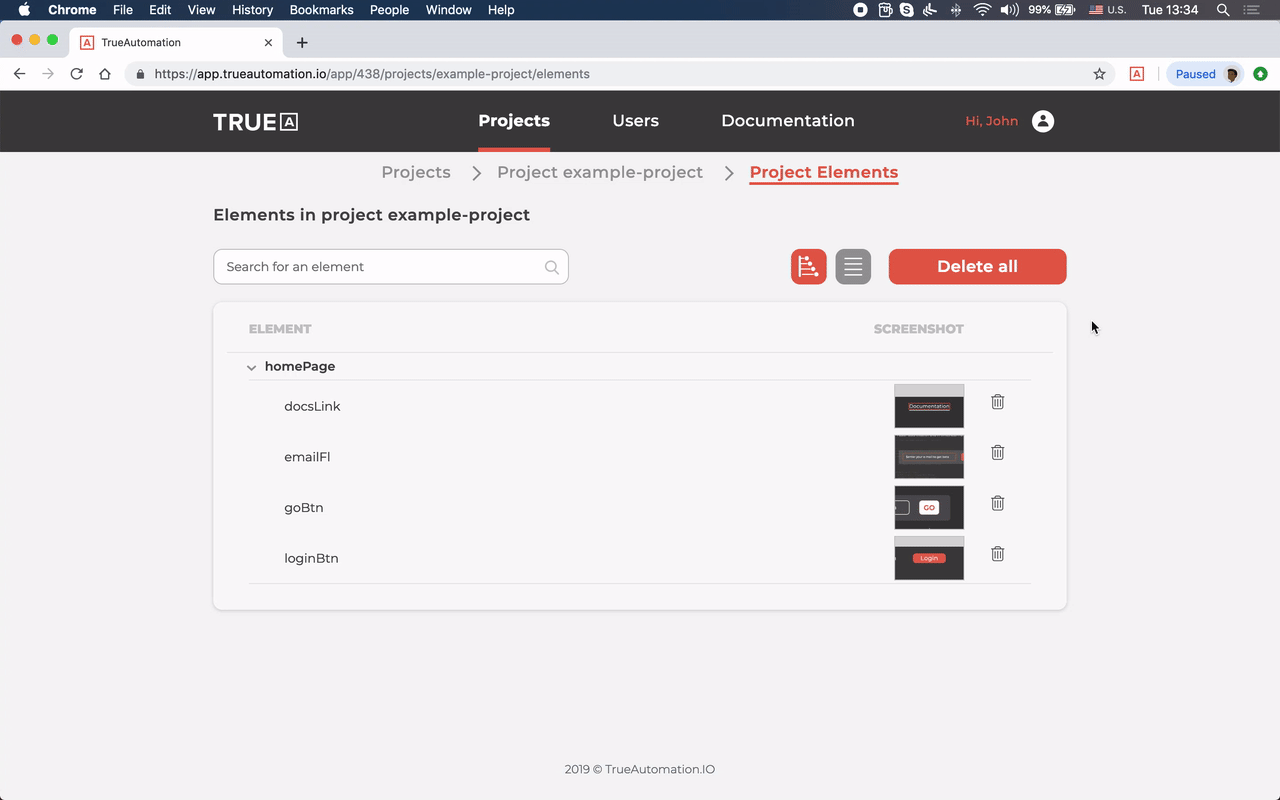 Chrome File Edit View History Bookmarks People Window Help 99% U.S. Tue 13:34
TrueAutomation
https://app.trueautomation.io/app/438/projects/example-project/elements Paused
TRUE A Projects Users Documentation Hi, John
Projects Project example-project Project Elements
Elements in project example-project
Search for an element Delete all
ELEMENT SCREENSHOT
homePage
docsLink Documentation
emailFl
goBtn GO
loginBtn Login
2019 © TrueAutomation.IO